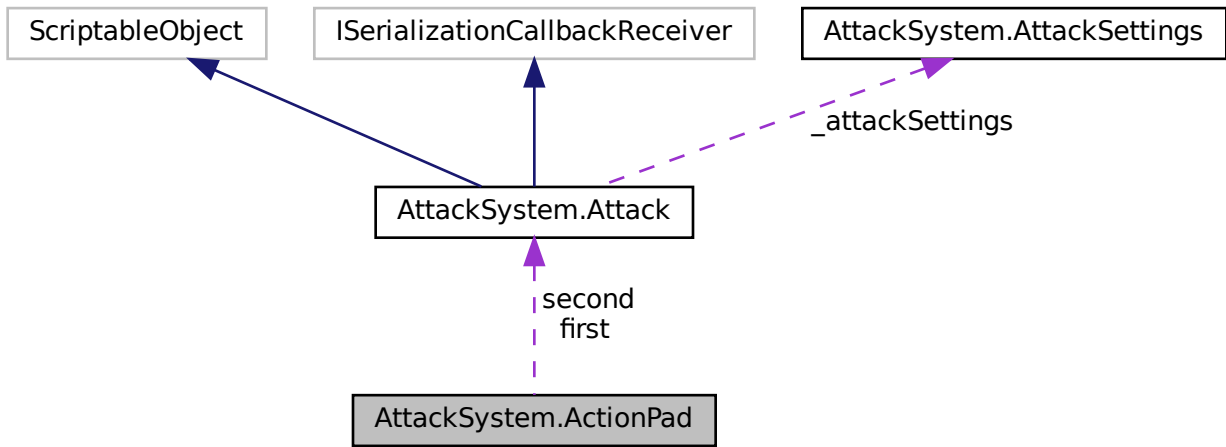 ScriptableObject
ISerializationCallbackReceiver
AttackSystem.AttackSettings
_attackSettings
AttackSystem.Attack
second
first
AttackSystem.ActionPad